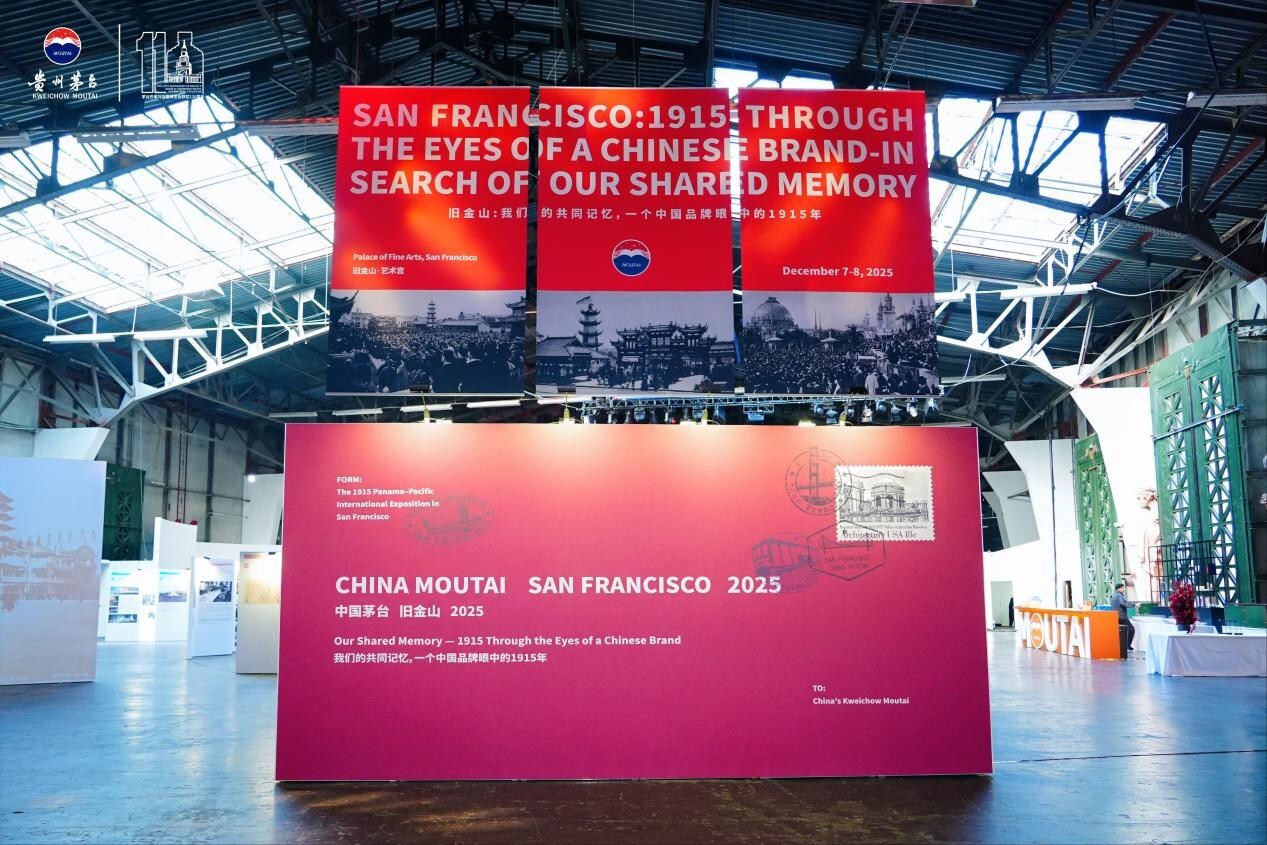 MOUTAI
贵州茅台
KWEICHOW MOUTAI
110
SAN FRANCISCO:1915 THROUGH
THE EYES OF A CHINESE BRAND-IN
SEARCH OF OUR SHARED MEMORY
旧金山:我们的共同记忆,一个中国品牌眼中的1915年
Palace of Fine Arts, San Francisco
旧金山·艺术宫
MOUTAI
December 7-8, 2025
FORM:
The 1915 Panama-Pacific
International Exposition in
San Francisco
Architecture USA 18c
SAN FRANCISCO
CHINA MOUTAI
CHINA MOUTAI SAN FRANCISCO 2025
中国茅台 旧金山 2025
Our Shared Memory — 1915 Through the Eyes of a Chinese Brand
我们的共同记忆,一个中国品牌眼中的1915年
TO:
China's Kweichow Moutai
MOUTAI